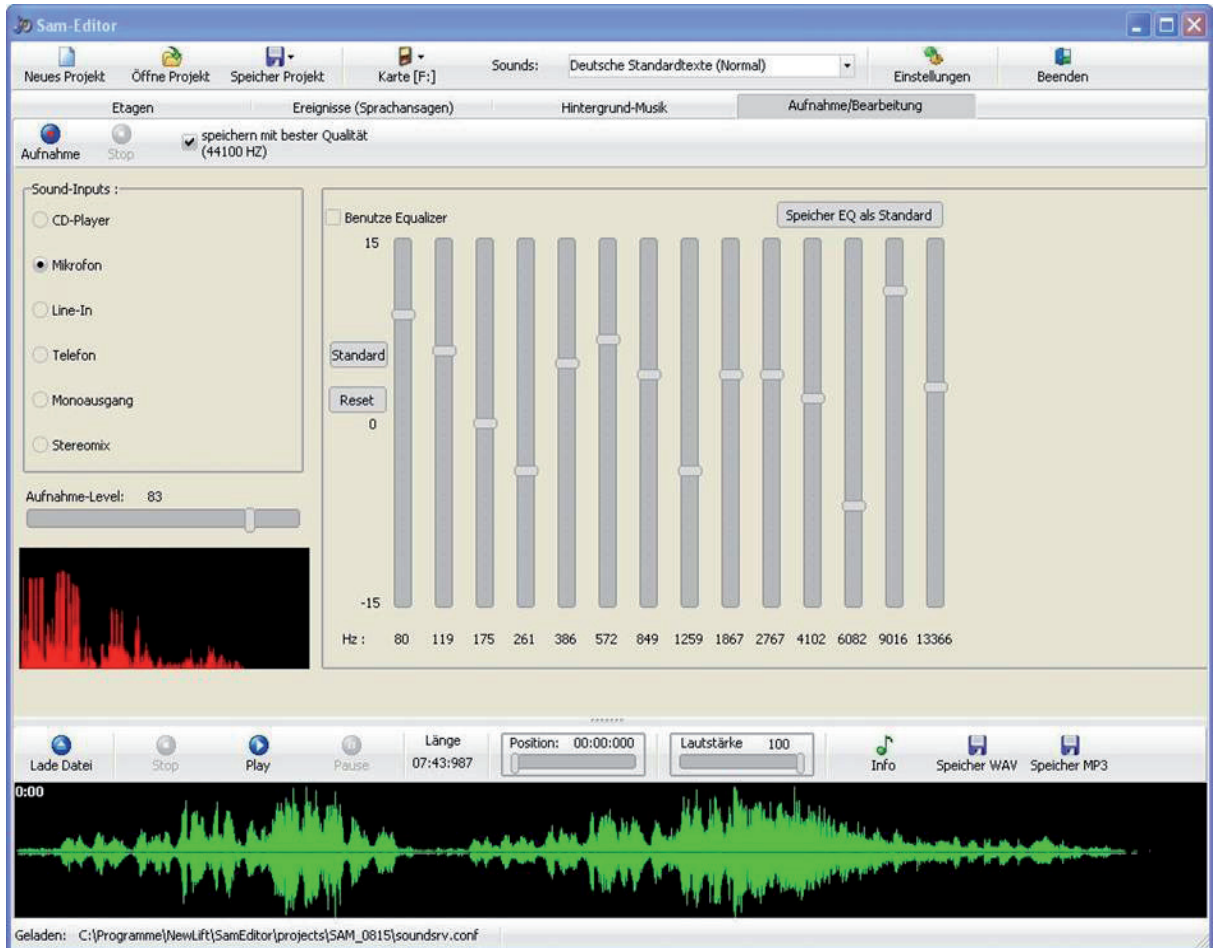 Sam-Editor
Neues Projekt Öffne Projekt Speicher Projekt Karte [F:] Sounds: Deutsche Standardtexte (Normal) Einstellungen Beenden
Etagen Ereignisse (Sprachansagen) Hintergrund-Musik Aufnahme/Bearbeitung
Aufnahme Stop speichern mit bester Qualität
(44100 HZ)
Sound-Inputs :
CD-Player
Mikrofon
Line-In
Telefon
Monoausgang
Stereomix
Aufnahme-Level: 83
Benutze Equalizer Speicher EQ als Standard
15
Standard
Reset
0
-15
Hz : 80 119 175 261 386 572 849 1259 1867 2767 4102 6082 9016 13366
Lade Datei Stop Play Pause
Länge
07:43:987
Position: 00:00:000
Lautstärke 100
Info Speicher WAV Speicher MP3
0:00
Geladen: C:\Programme\NewLift\SamEditor\projects\SAM_0815\soundsrv.conf